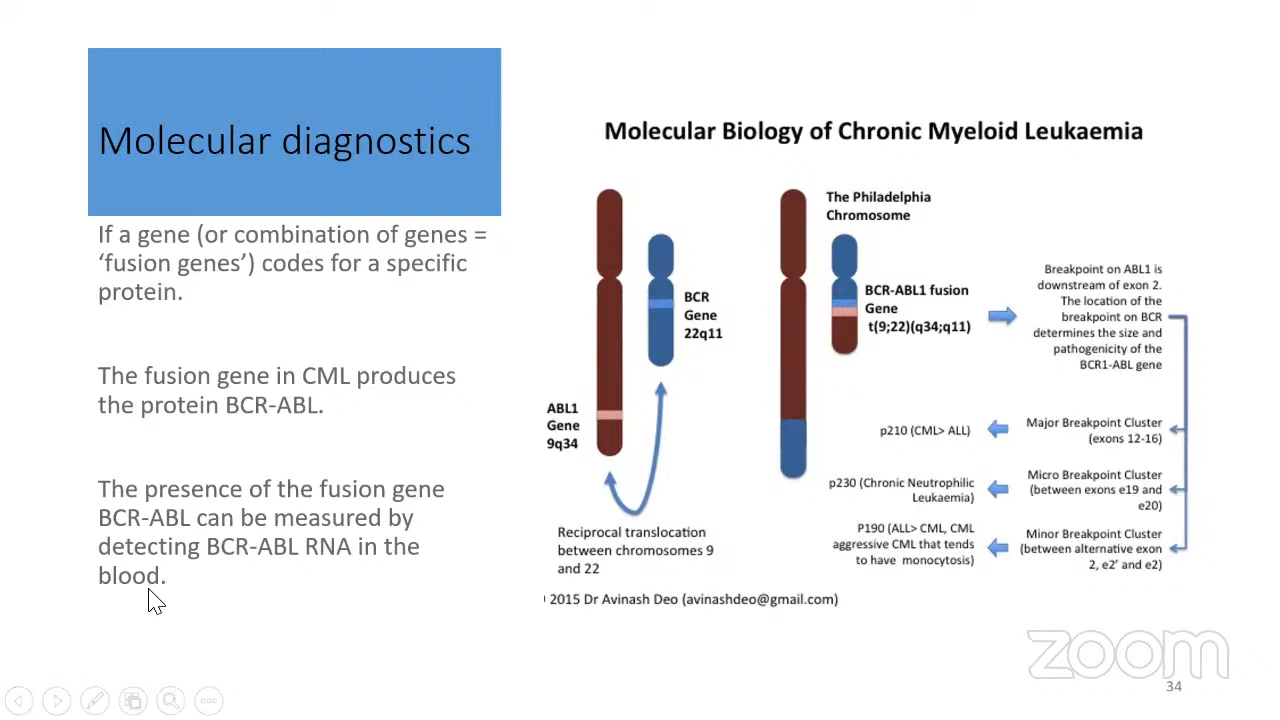 Molecular diagnostics
If a gene (or combination of genes =
‘fusion genes’) codes for a specific
protein.
The fusion gene in CML produces
the protein BCR-ABL.
The presence of the fusion gene
BCR-ABL can be measured by
detecting BCR-ABL RNA in the
blood.
Molecular Biology of Chronic Myeloid Leukaemia
BCR
Gene
22q11
ABL1
Gene
9q34
Reciprocal translocation
between chromosomes 9
and 22
The Philadelphia
Chromosome
BCR-ABL1 fusion
Gene
t(9;22)(q34;q11)
Breakpoint on ABL1 is
downstream of exon 2.
The location of the
breakpoint on BCR
determines the size and
pathogenicity of the
BCR1-ABL gene
Major Breakpoint Cluster
(exons 12-16)
p210 (CML> ALL)
Micro Breakpoint Cluster
(between exons e19 and
e20)
p230 (Chronic Neutrophilic
Leukaemia)
Minor Breakpoint Cluster
(between alternative exon
2, e2' and e2)
P190 (ALL> CML, CML
aggressive CML that tends
to have monocytosis)
2015 Dr Avinash Deo (avinashdeo@gmail.com)
zoom
34